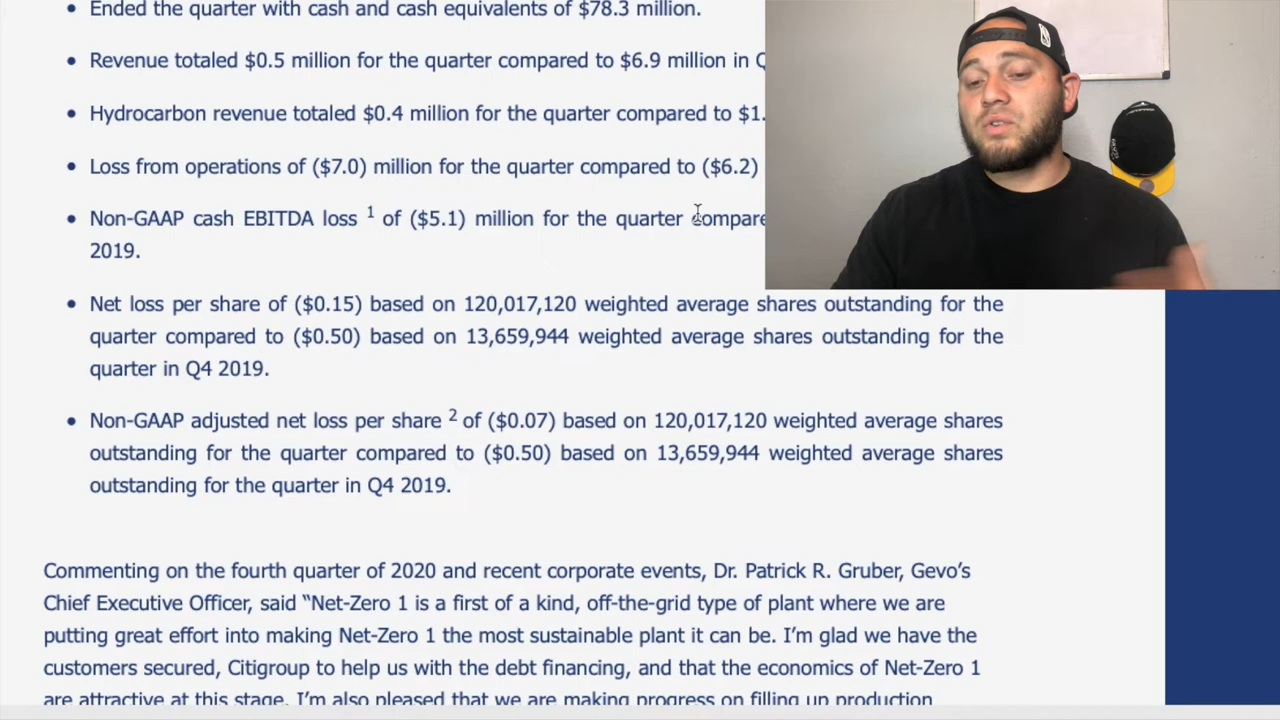 Ended the quarter with cash and cash equivalents of $78.3 million.
Revenue totaled $0.5 million for the quarter compared to $6.9 million in
Hydrocarbon revenue totaled $0.4 million for the quarter compared to $1.
Loss from operations of ($7.0) million for the quarter compared to ($6.2)
Non-GAAP cash EBITDA loss 1 of ($5.1) million for the quarter compare
2019.
Net loss per share of ($0.15) based on 120,017,120 weighted average shares outstanding for the
quarter compared to ($0.50) based on 13,659,944 weighted average shares outstanding for the
quarter in Q4 2019.
Non-GAAP adjusted net loss per share 2 of ($0.07) based on 120,017,120 weighted average shares
outstanding for the quarter compared to ($0.50) based on 13,659,944 weighted average shares
outstanding for the quarter in Q4 2019.
Commenting on the fourth quarter of 2020 and recent corporate events, Dr. Patrick R. Gruber, Gevo's
Chief Executive Officer, said "Net-Zero 1 is a first of a kind, off-the-grid type of plant where we are
putting great effort into making Net-Zero 1 the most sustainable plant it can be. I'm glad we have the
customers secured, Citigroup to help us with the debt financing, and that the economics of Net-Zero 1
are attractive at this stage. I'm also pleased that we are making progress on filling up production